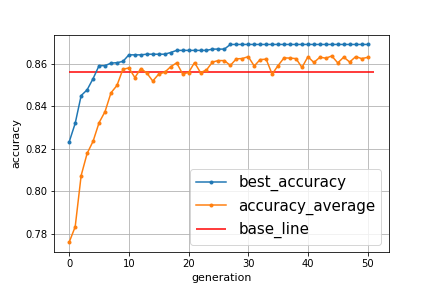 0.86
0.84
0.82
0.80
0.78
accuracy
best_accuracy
accuracy_average
base_line
0 10 20 30 40 50
generation